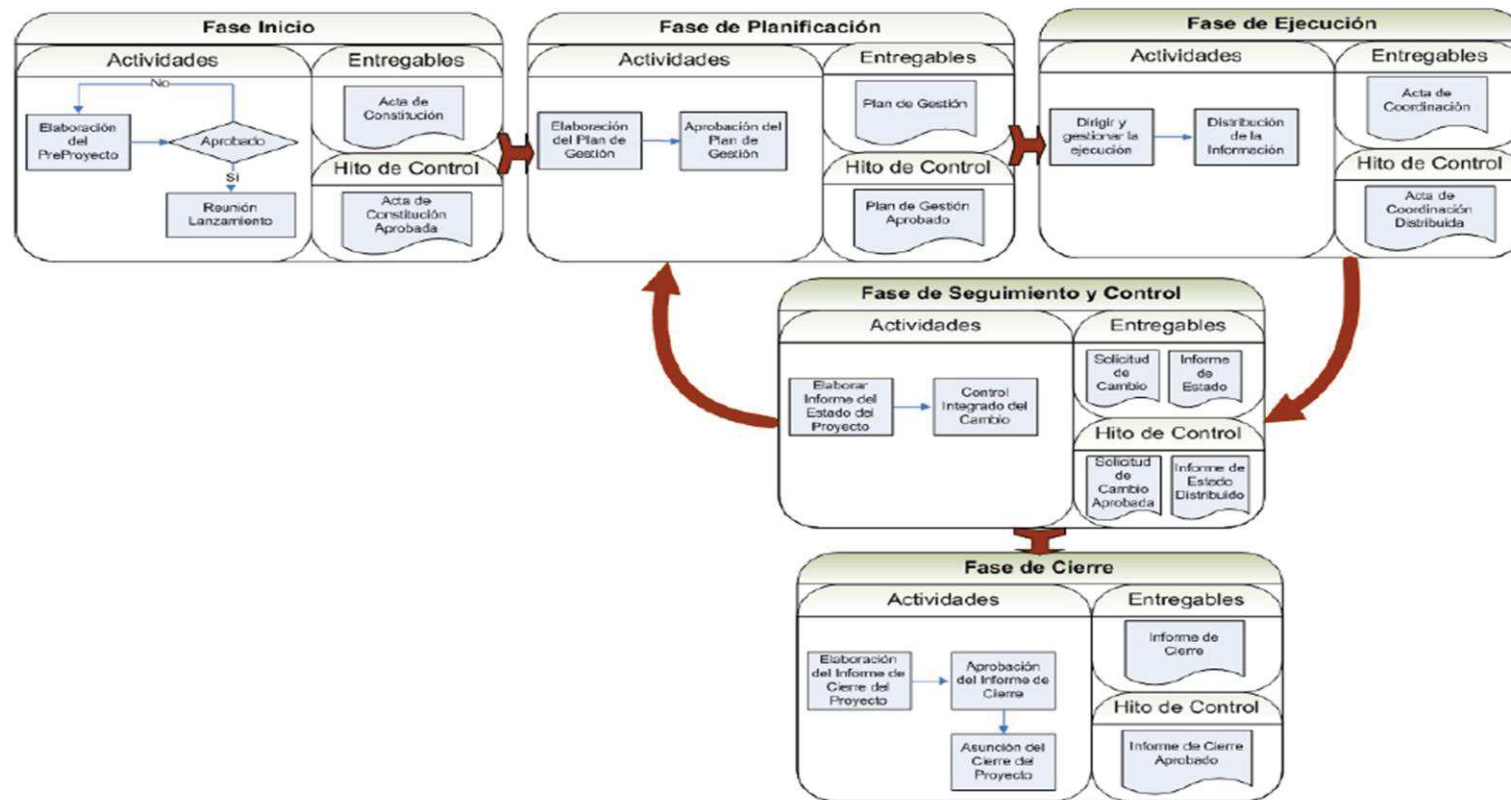 Fase Inicio
Actividades
Entregables
No
Elaboración
del
PreProyecto
Aprobado
Si
Reunión
Lanzamiento
Acta de
Constitución
Hito de Control
Acta de
Constitución
Aprobada
Fase de Planificación
Actividades
Entregables
Elaboración
del Plan de
Gestión
Aprobación del
Plan de
Gestión
Plan de Gestión
Hito de Control
Plan de Gestión
Aprobado
Fase de Ejecución
Actividades
Entregables
Dirigir y
gestionar la
ejecución
Distribución
de la
Información
Acta de
Coordinación
Hito de Control
Acta de
Coordinación
Distribuida
Fase de Seguimiento y Control
Actividades
Entregables
Elaborar
Informe del
Estado del
Proyecto
Control
Integrado del
Cambio
Solicitud
de
Cambio
Informe
de
Estado
Hito de Control
Solicitud
de
Cambio
Aprobada
Informe de
Estado
Distribuido
Fase de Cierre
Actividades
Entregables
Elaboración
del Informe de
Cierre del
Proyecto
Aprobación
del Informe de
Cierre
Asunción del
Cierre del
Proyecto
Informe de
Cierre
Hito de Control
Informe de Cierre
Aprobado